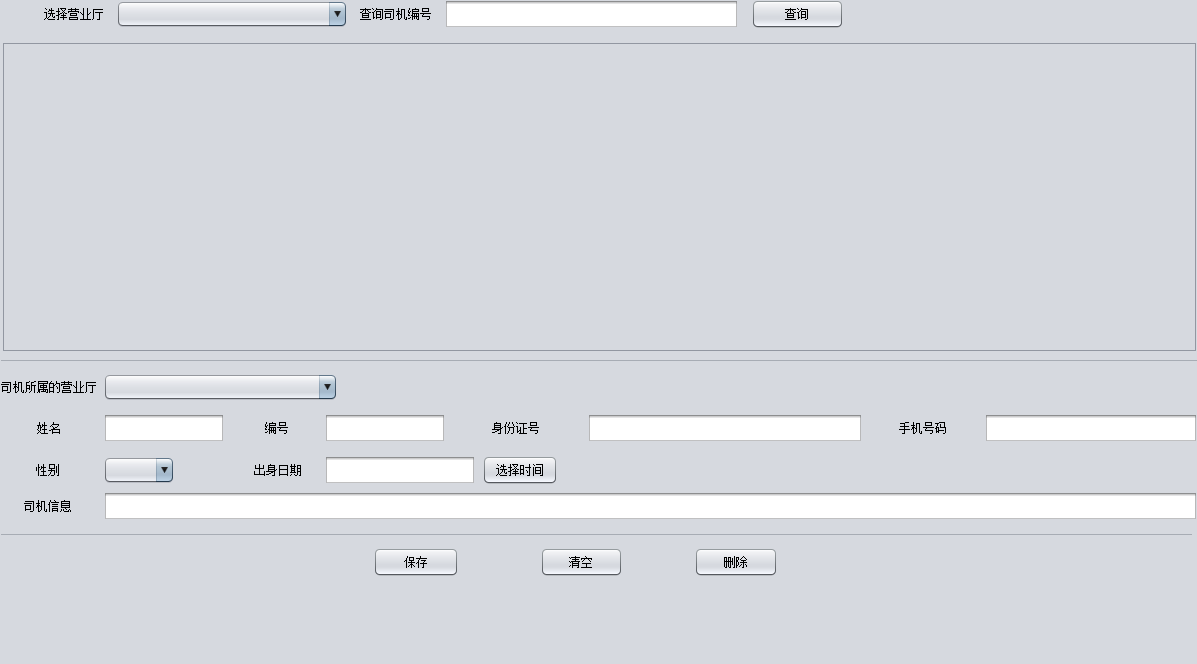 选择营业厅 查询司机编号 查询
司机所属的营业厅
姓名 编号 身份证号 手机号码
性别 出身日期 选择时间
司机信息
保存 清空 删除